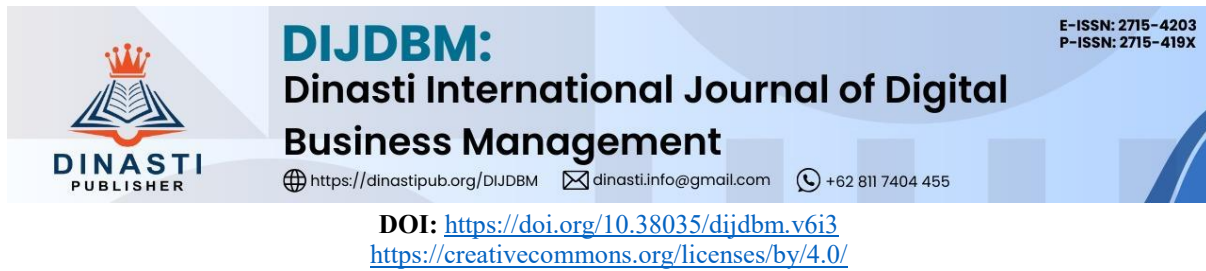 E-ISSN: 2715-4203
P-ISSN: 2715-419X
DIJDBM:
Dinasti International Journal of Digital
Business Management
DINASTI
PUBLISHER
https://dinastipub.org/DIJDBM dinasti.info@gmail.com +62 811 7404 455
DOI: https://doi.org/10.38035/dijdbm.v6i3
https://creativecommons.org/licenses/by/4.0/